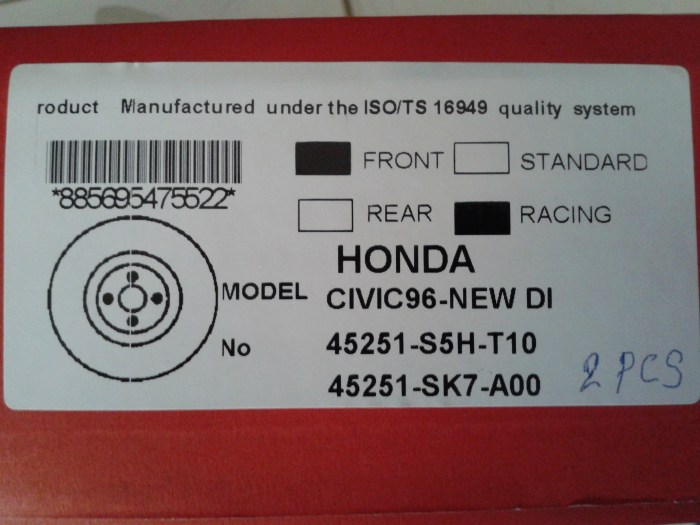 roduct Manufactured under the ISO/TS 16949 quality system
*885695475522*
FRONT STANDARD
REAR RACING
HONDA
MODEL CIVIC96-NEW DI
No 45251-S5H-T10
45251-SK7-A00
2 PCS